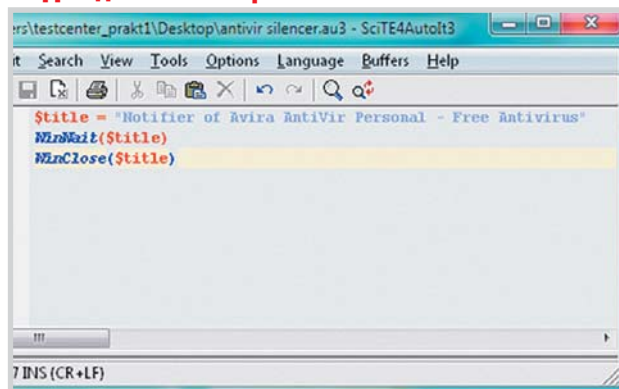 ers\testcenter_prakt1\Desktop\antivir silencer.au3 - SciTE4AutoIt3
it Search View Tools Options Language Buffers Help
$title = "Notifier of Avira AntiVir Personal - Free Antivirus"
WinWait($title)
WinClose($title)
7 INS (CR+LF)